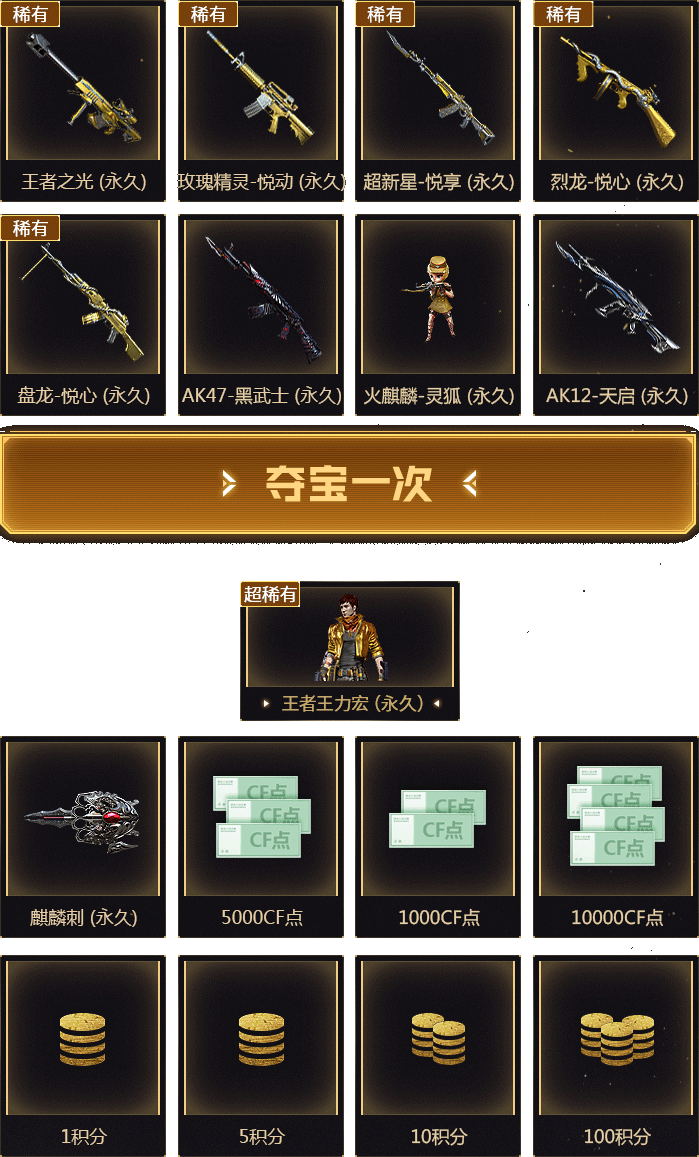 稀有
稀有
稀有
稀有
王者之光 (永久)
玫瑰精灵-悦动 (永久)
超新星-悦享 (永久)
烈龙-悦心 (永久)
稀有
盘龙-悦心 (永久)
AK47-黑武士 (永久)
火麒麟-灵狐 (永久)
AK12-天启 (永久)
夺宝一次
超稀有
王者王力宏 (永久)
CF点
CF点
CF点
CF点
CF点
CF点
CF点
CF点
CF点
麒麟刺 (永久)
5000CF点
1000CF点
10000CF点
1积分
5积分
10积分
100积分